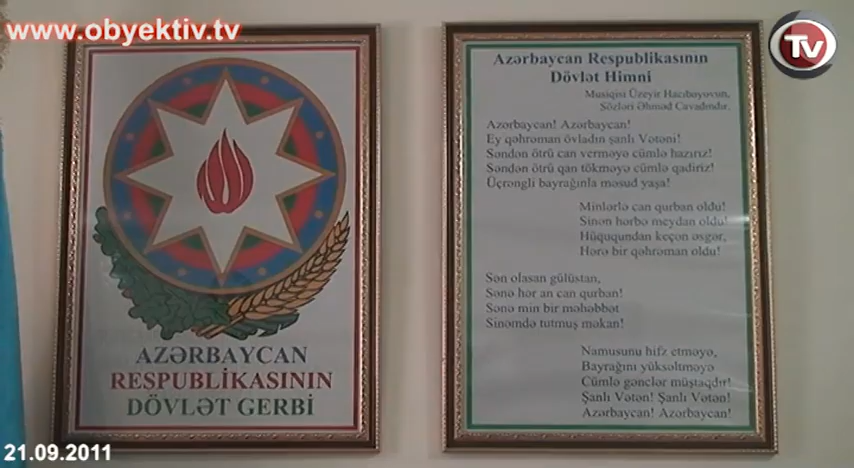 www.obyektiv.tv
TV
AZƏRBAYCAN
RESPUBLİKASININ
DÖVLƏT GERBİ
Azərbaycan Respublikasının
Dövlət Himni
Musiqisi Üzeyir Hacıbəyovun,
Sözləri Əhməd Cavadındır.
Azərbaycan! Azərbaycan!
Ey qəhrəman övladın şanlı Vətəni!
Səndən ötrü can verməyə cümlə hazırız!
Səndən ötrü qan tökməyə cümlə qadiriz!
Üçrəngli bayrağınla məsud yaşa!
Minlərlə can qurban oldu!
Sinən hərbə meydan oldu!
Hüququndan keçən əsgər,
Hərə bir qəhrəman oldu!
Sən olasan gülüstan,
Sənə hər an can qurban!
Sənə min bir məhəbbət
Sinəmdə tutmuş məkan!
Namusunu hifz etməyə,
Bayrağını yüksəltməyə
Cümlə gənclər müştaqdır!
Şanlı Vətən! Şanlı Vətən!
Azərbaycan! Azərbaycan!
21.09.2011